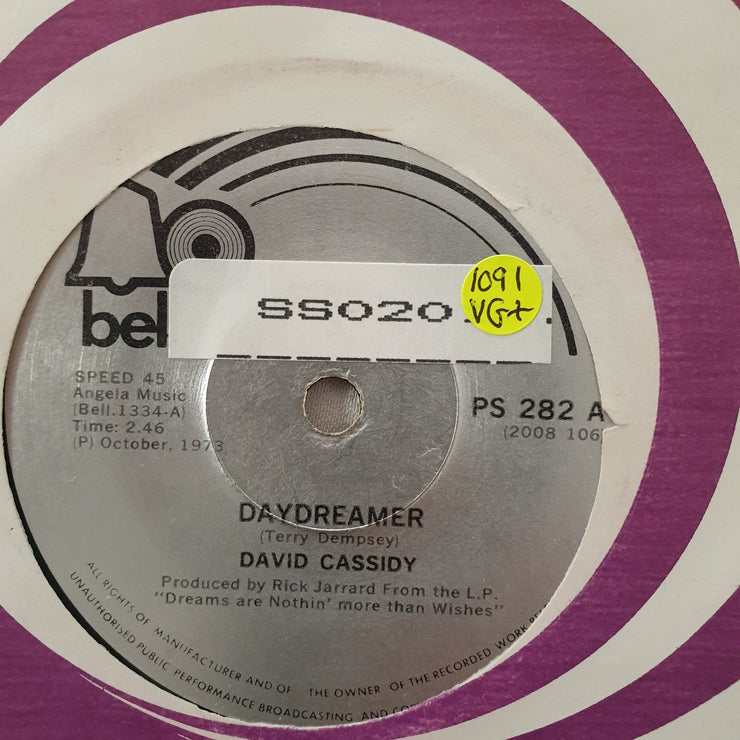 bel
SS020
1091
VG+
SPEED 45
Angela Music
(Bell.1334-A)
Time: 2.46
(P) October, 1973
PS 282 A
(2008 106
DAYDREAMER
(Terry Dempsey)
DAVID CASSIDY
Produced by Rick Jarrard From the L.P.
"Dreams are Nothin' more than Wishes"
ALL RIGHTS OF MANUFACTURER AND OF THE OWNER OF THE RECORDED WORK
UNAUTHORISED PUBLIC PERFORMANCE BROADCASTING AND